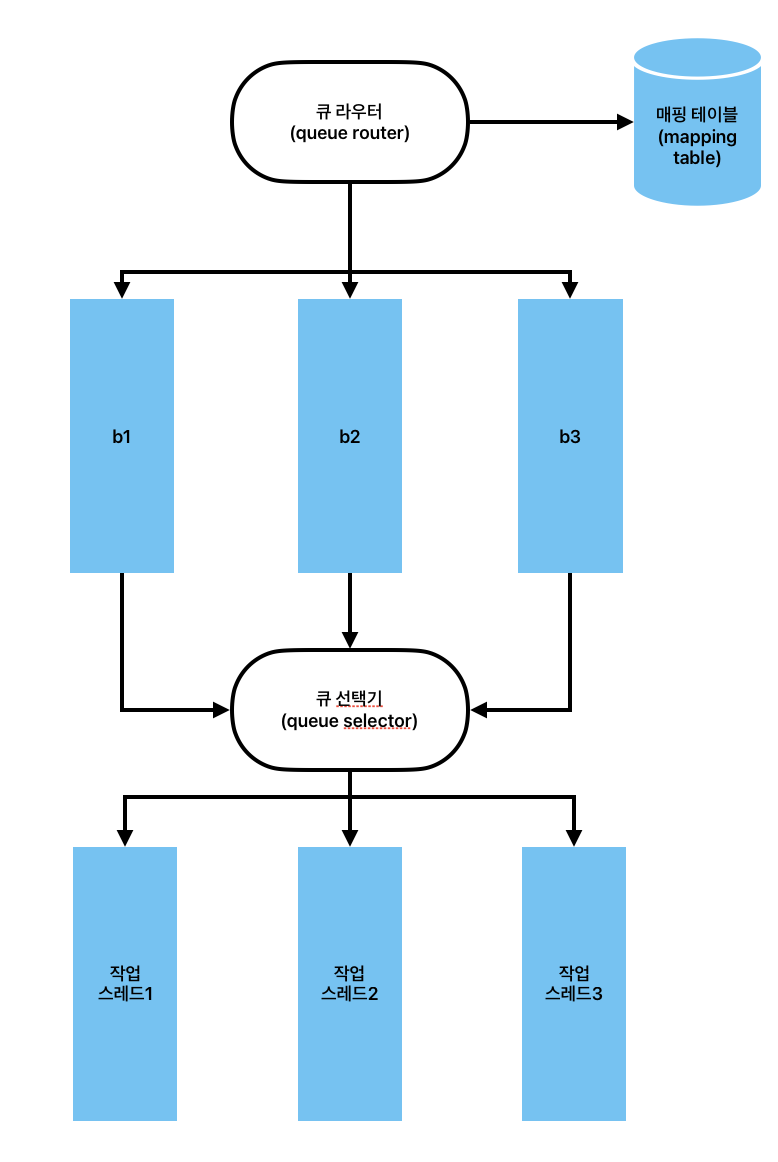 큐 라우터
(queue router)
매핑 테이블
(mapping
table)
b1
b2
b3
큐 선택기
(queue selector)
작업
스레드1
작업
스레드2
작업
스레드3